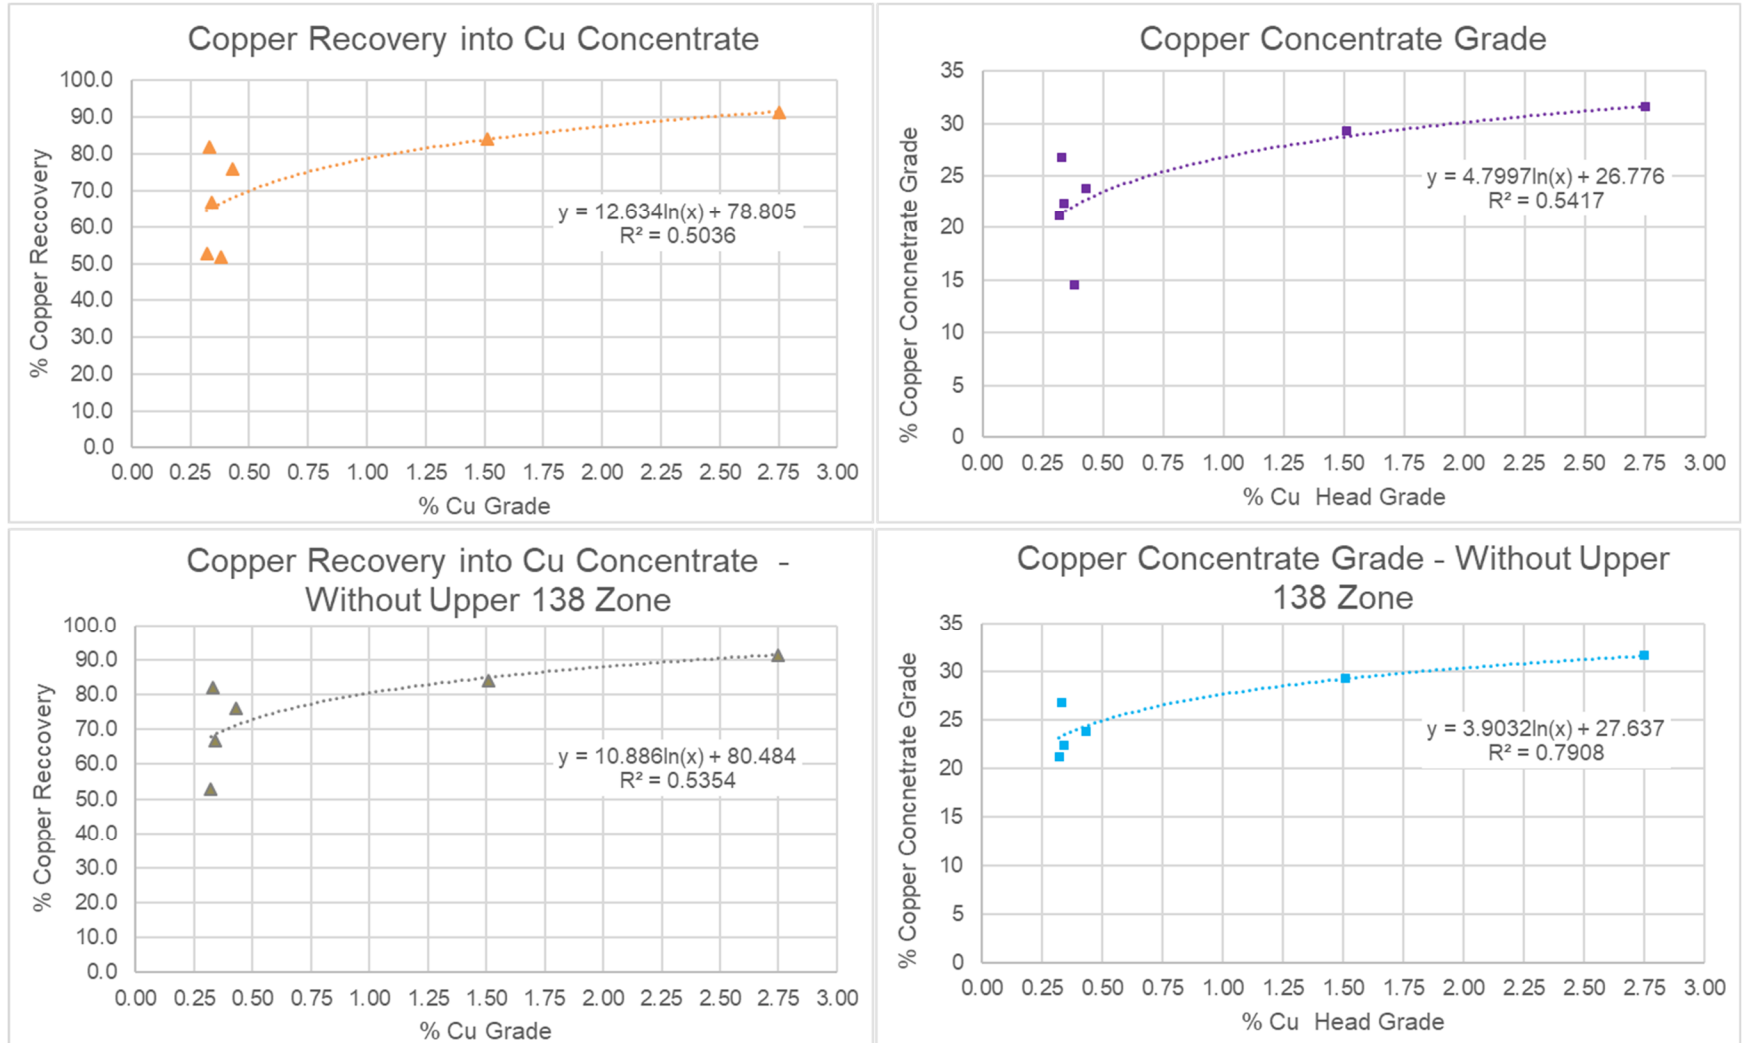 Copper Recovery into Cu Concentrate
% Copper Reccovery
100.0
90.0
80.0
70.0
60.0
50.0
40.0
30.0
20.0
10.0
0.0
y = 12.634ln(x) + 78.805
R² = 0.5036
0.00 0.25 0.50 0.75 1.00 1.25 1.50 1.75 2.00 2.25 2.50 2.75 3.00
% Cu Grade
Copper Concentrate Grade
% Copper Concnetrate Grade
35
30
25
20
15
10
5
0
y = 4.7997ln(x) + 26.776
R² = 0.5417
0.00 0.25 0.50 0.75 1.00 1.25 1.50 1.75 2.00 2.25 2.50 2.75 3.00
% Cu Head Grade
Copper Recovery into Cu Concentrate -
Without Upper 138 Zone
% Copper Reccovery
100.0
90.0
80.0
70.0
60.0
50.0
40.0
30.0
20.0
10.0
0.0
y = 10.886ln(x) + 80.484
R² = 0.5354
0.00 0.25 0.50 0.75 1.00 1.25 1.50 1.75 2.00 2.25 2.50 2.75 3.00
% Cu Grade
Copper Concentrate Grade - Without Upper
138 Zone
% Copper Concnetrate Grade
35
30
25
20
15
10
5
0
y = 3.9032ln(x) + 27.637
R² = 0.7908
0.00 0.25 0.50 0.75 1.00 1.25 1.50 1.75 2.00 2.25 2.50 2.75 3.00
% Cu Head Grade